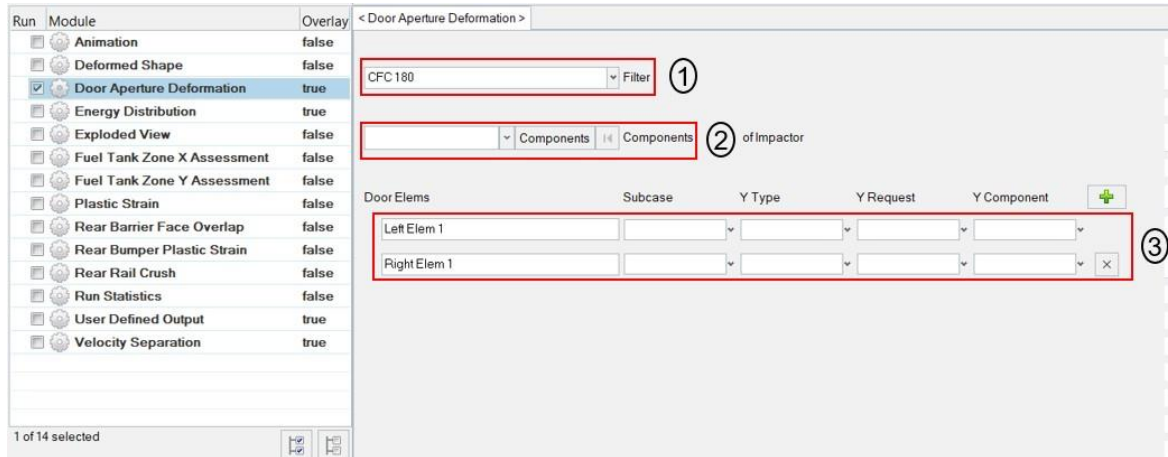 Run Module Overlay
Animation false
Deformed Shape false
Door Aperture Deformation true
Energy Distribution true
Exploded View false
Fuel Tank Zone X Assessment false
Fuel Tank Zone Y Assessment false
Plastic Strain false
Rear Barrier Face Overlap false
Rear Bumper Plastic Strain false
Rear Rail Crush false
Run Statistics false
User Defined Output true
Velocity Separation true
1 of 14 selected
< Door Aperture Deformation >
CFC 180 Filter 1
Components Components 2 of Impactor
Door Elems Subcase Y Type Y Request Y Component
Left Elem 1
Right Elem 1
3